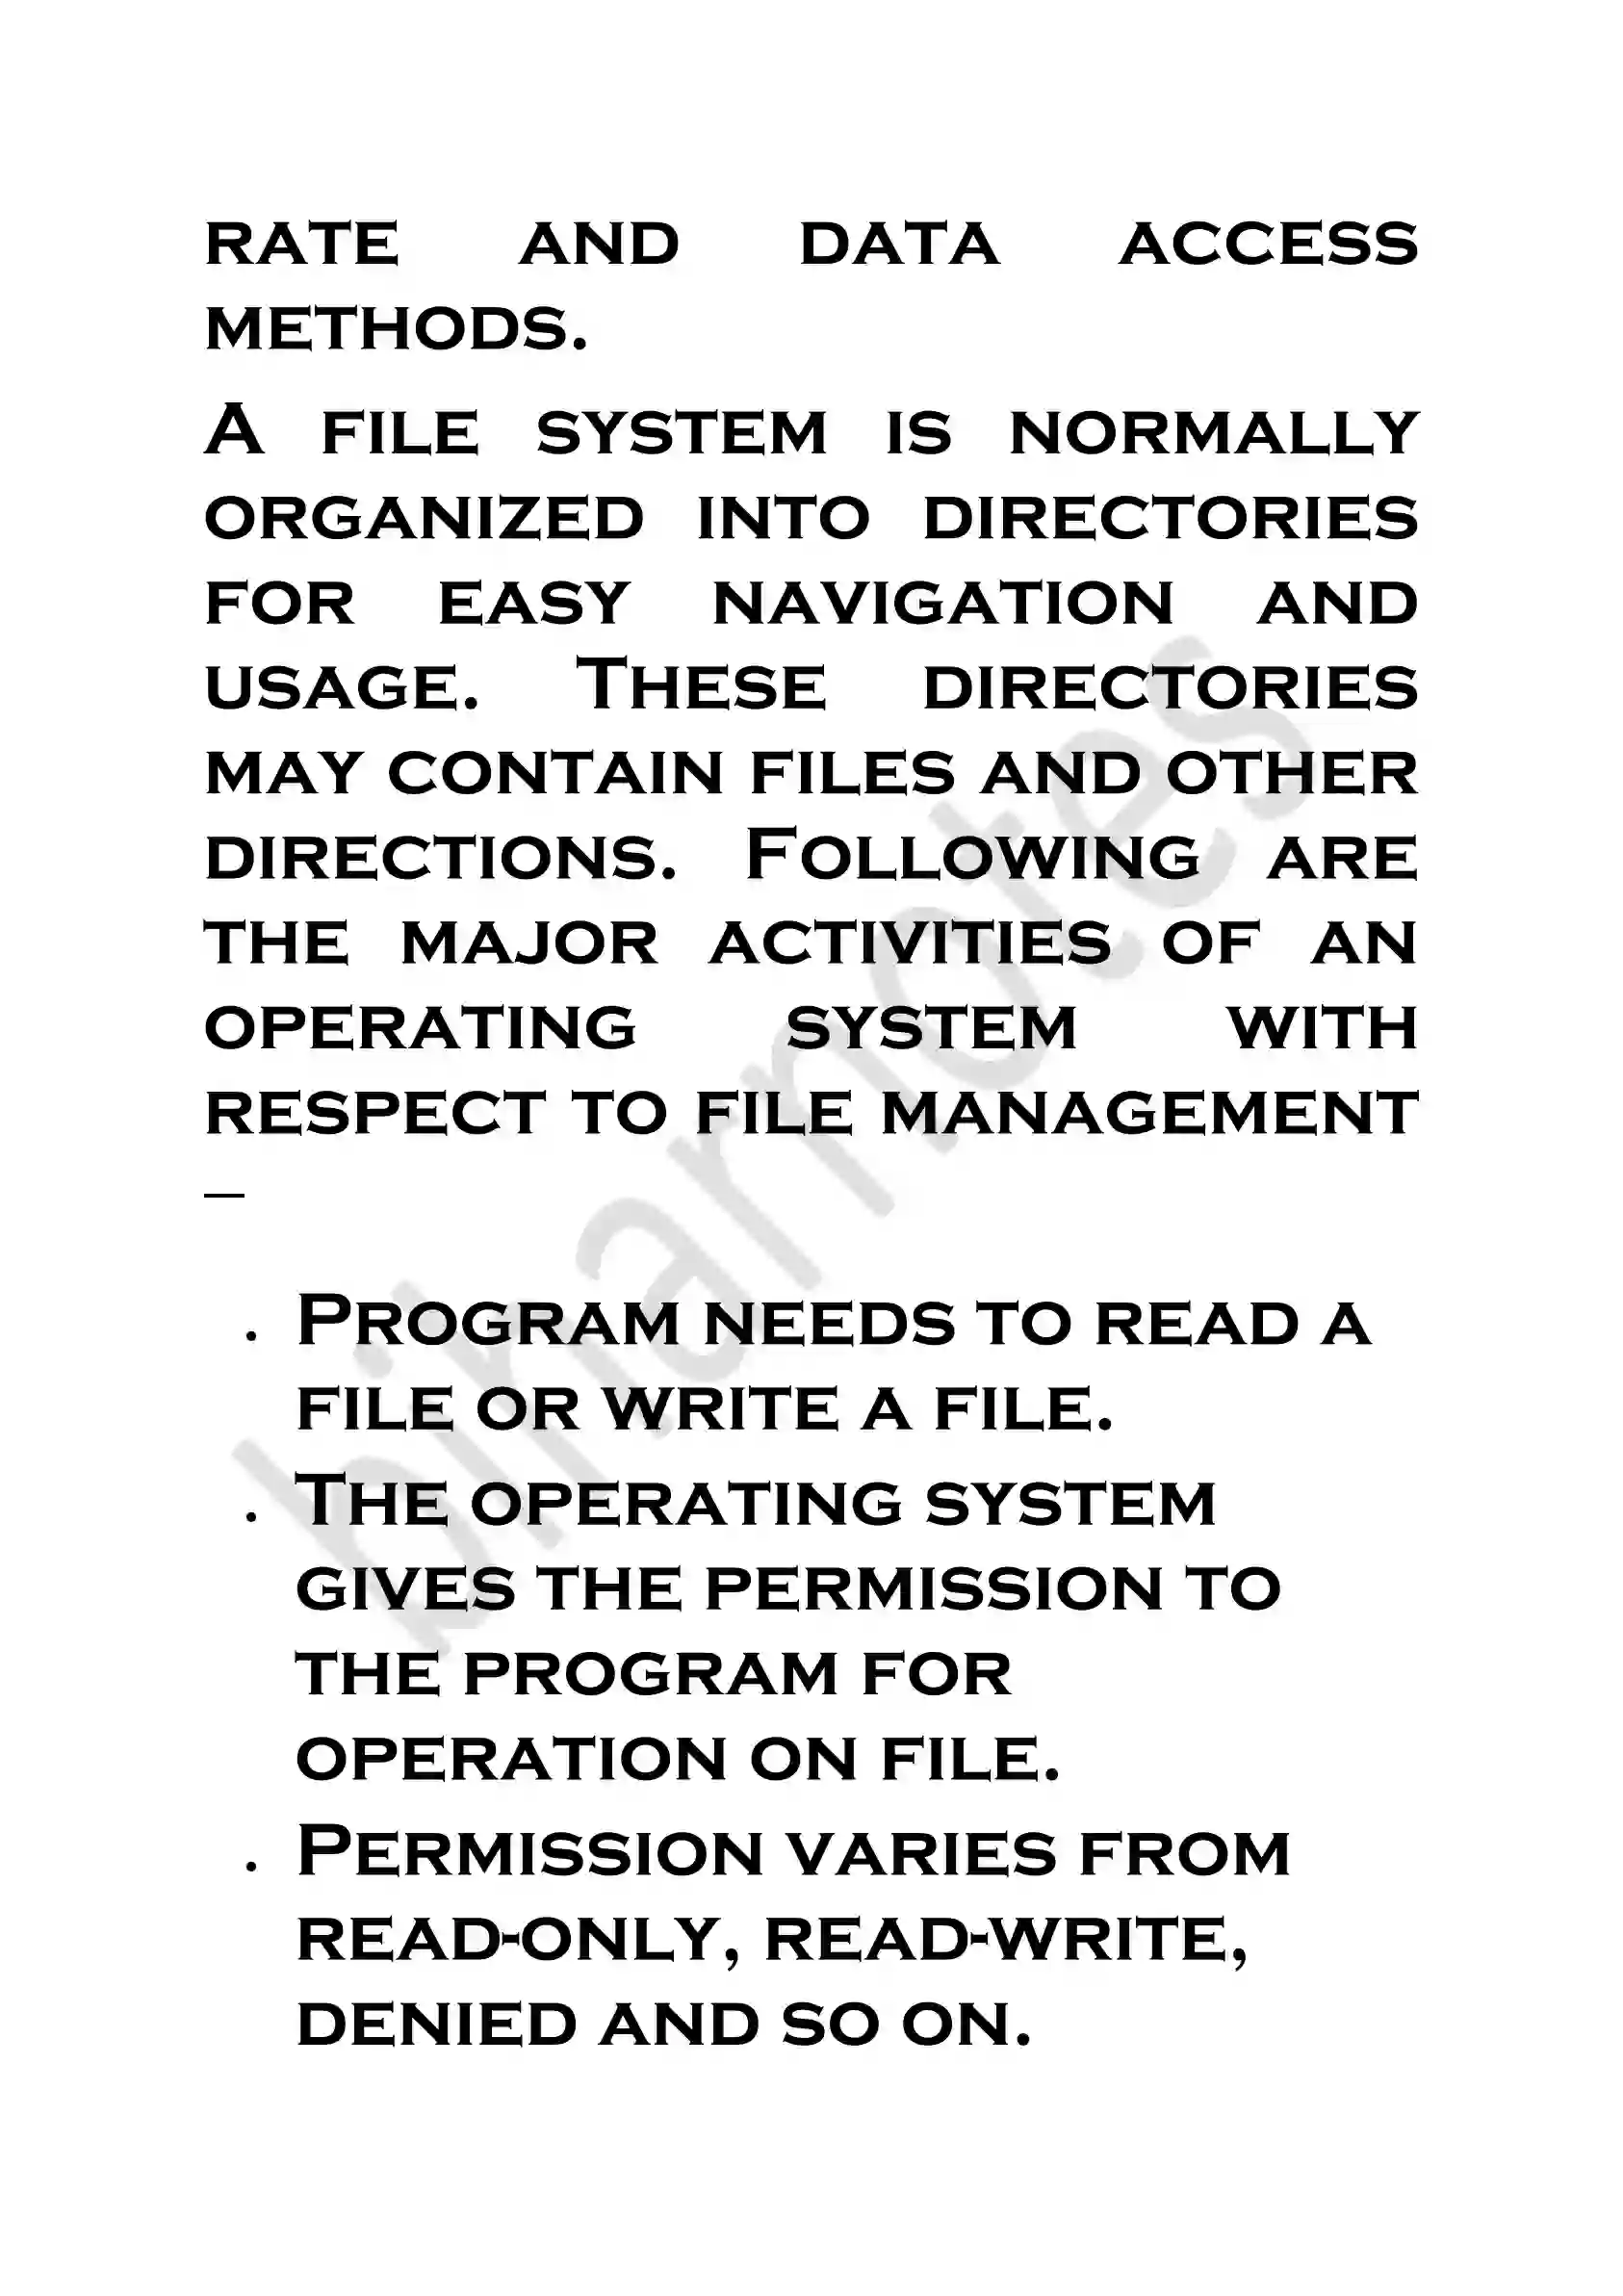 RATE AND DATA ACCESS
METHODS.
A FILE SYSTEM IS NORMALLY
ORGANIZED INTO DIRECTORIES
FOR EASY NAVIGATION AND
USAGE. THESE DIRECTORIES
MAY CONTAIN FILES AND OTHER
DIRECTIONS. FOLLOWING ARE
THE MAJOR ACTIVITIES OF AN
OPERATING SYSTEM WITH
RESPECT TO FILE MANAGEMENT
–
• PROGRAM NEEDS TO READ A
FILE OR WRITE A FILE.
• THE OPERATING SYSTEM
GIVES THE PERMISSION TO
THE PROGRAM FOR
OPERATION ON FILE.
• PERMISSION VARIES FROM
READ-ONLY, READ-WRITE,
DENIED AND SO ON.
biharnotes